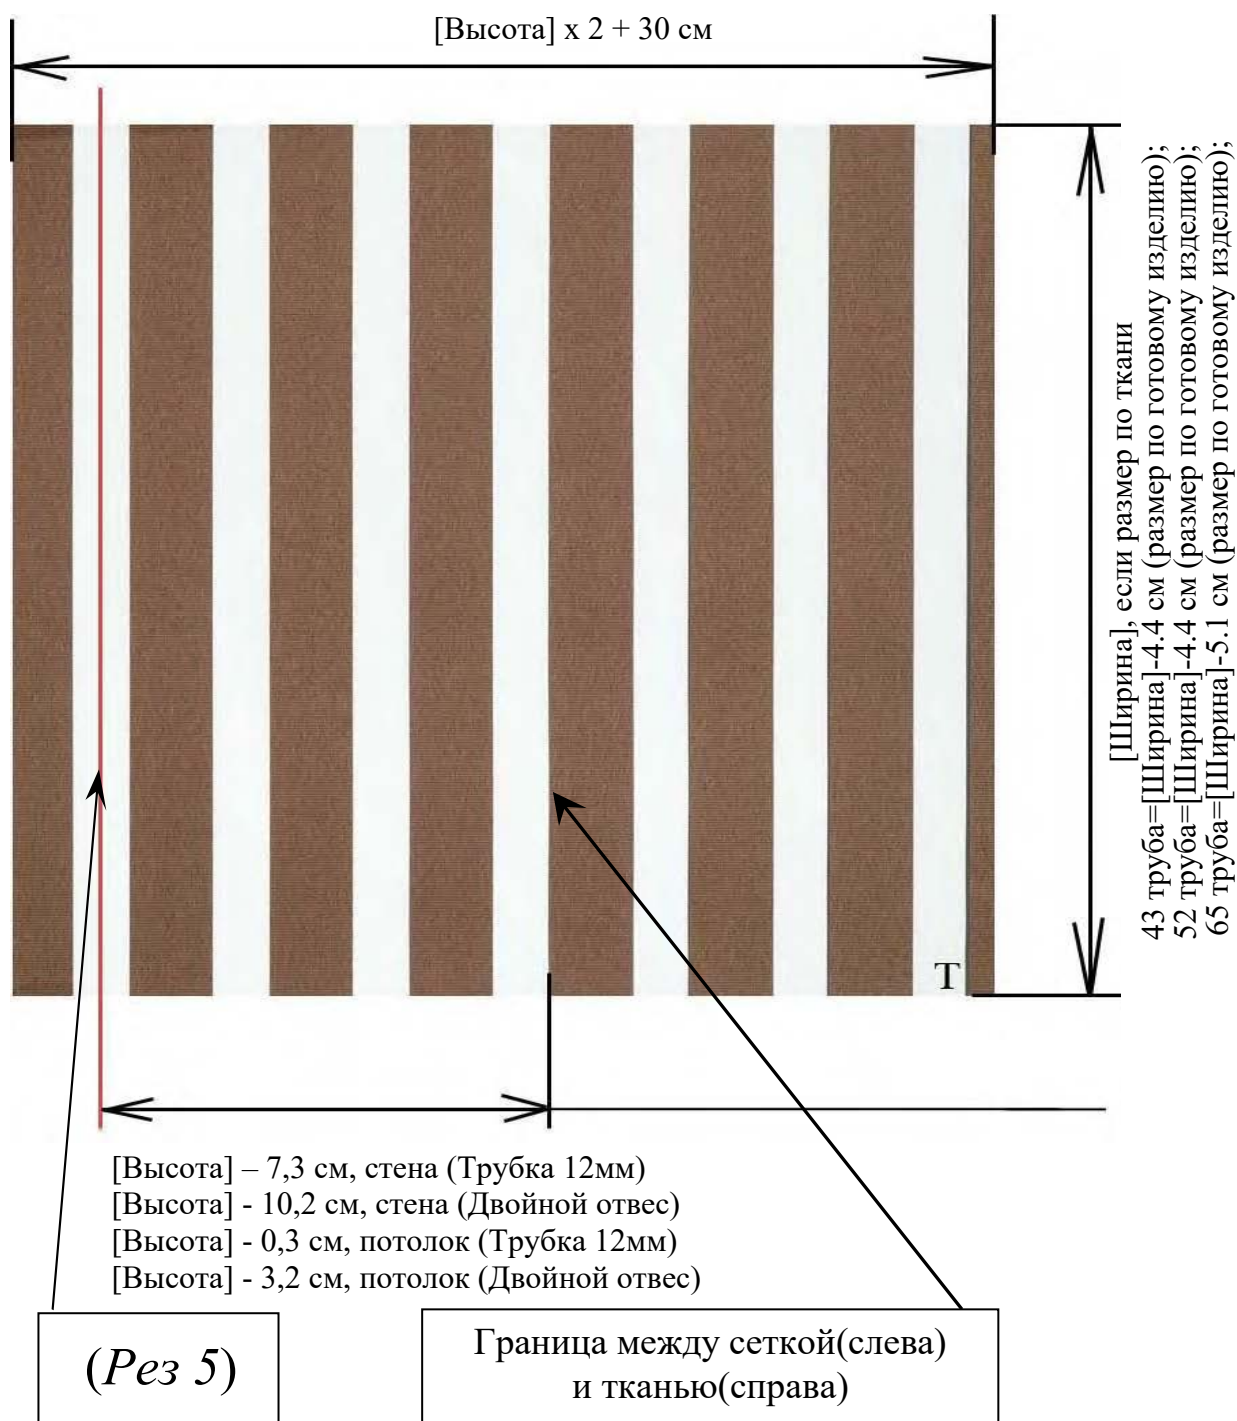 [Высота] х 2 + 30 см
[Ширина], если размер по ткани
43 труба=[Ширина]-4.4 см (размер по готовому изделию);
52 труба=[Ширина]-4.4 см (размер по готовому изделию);
65 труба=[Ширина]-5.1 см (размер по готовому изделию);
Т
[Высота] – 7,3 см, стена (Трубка 12мм)
[Высота] - 10,2 см, стена (Двойной отвес)
[Высота] - 0,3 см, потолок (Трубка 12мм)
[Высота] - 3,2 см, потолок (Двойной отвес)
(Рез 5)
Граница между сеткой(слева)
и тканью(справа)